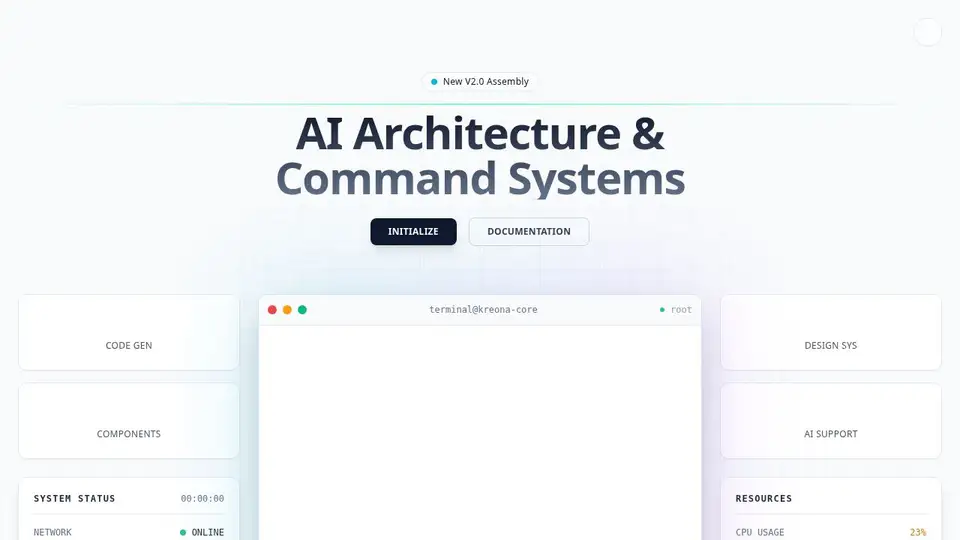 New V2.0 Assembly
AI Architecture &
Command Systems
INITIALIZE
DOCUMENTATION
terminal@kreona-core
root
CODE GEN
COMPONENTS
DESIGN SYS
AI SUPPORT
SYSTEM STATUS
00:00:00
NETWORK
ONLINE
RESOURCES
CPU USAGE
23%